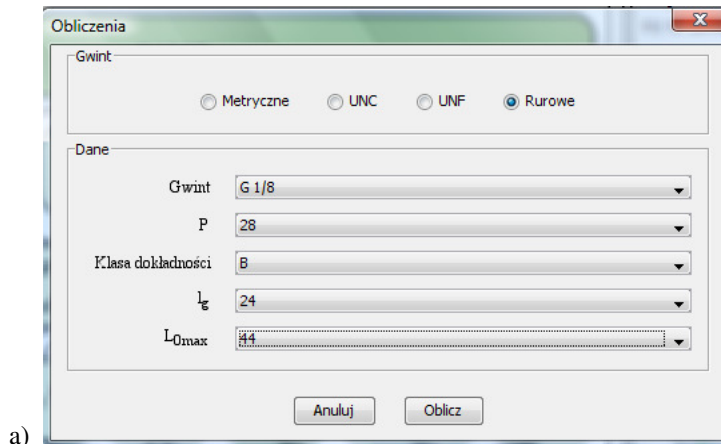 Obliczenia
Gwint
Metryczne UNC UNF Rurowe
Dane
Gwint G 1/8
P 28
Klasa dokładności B
lg 24
L0max 44
Anuluj Oblicz
a)